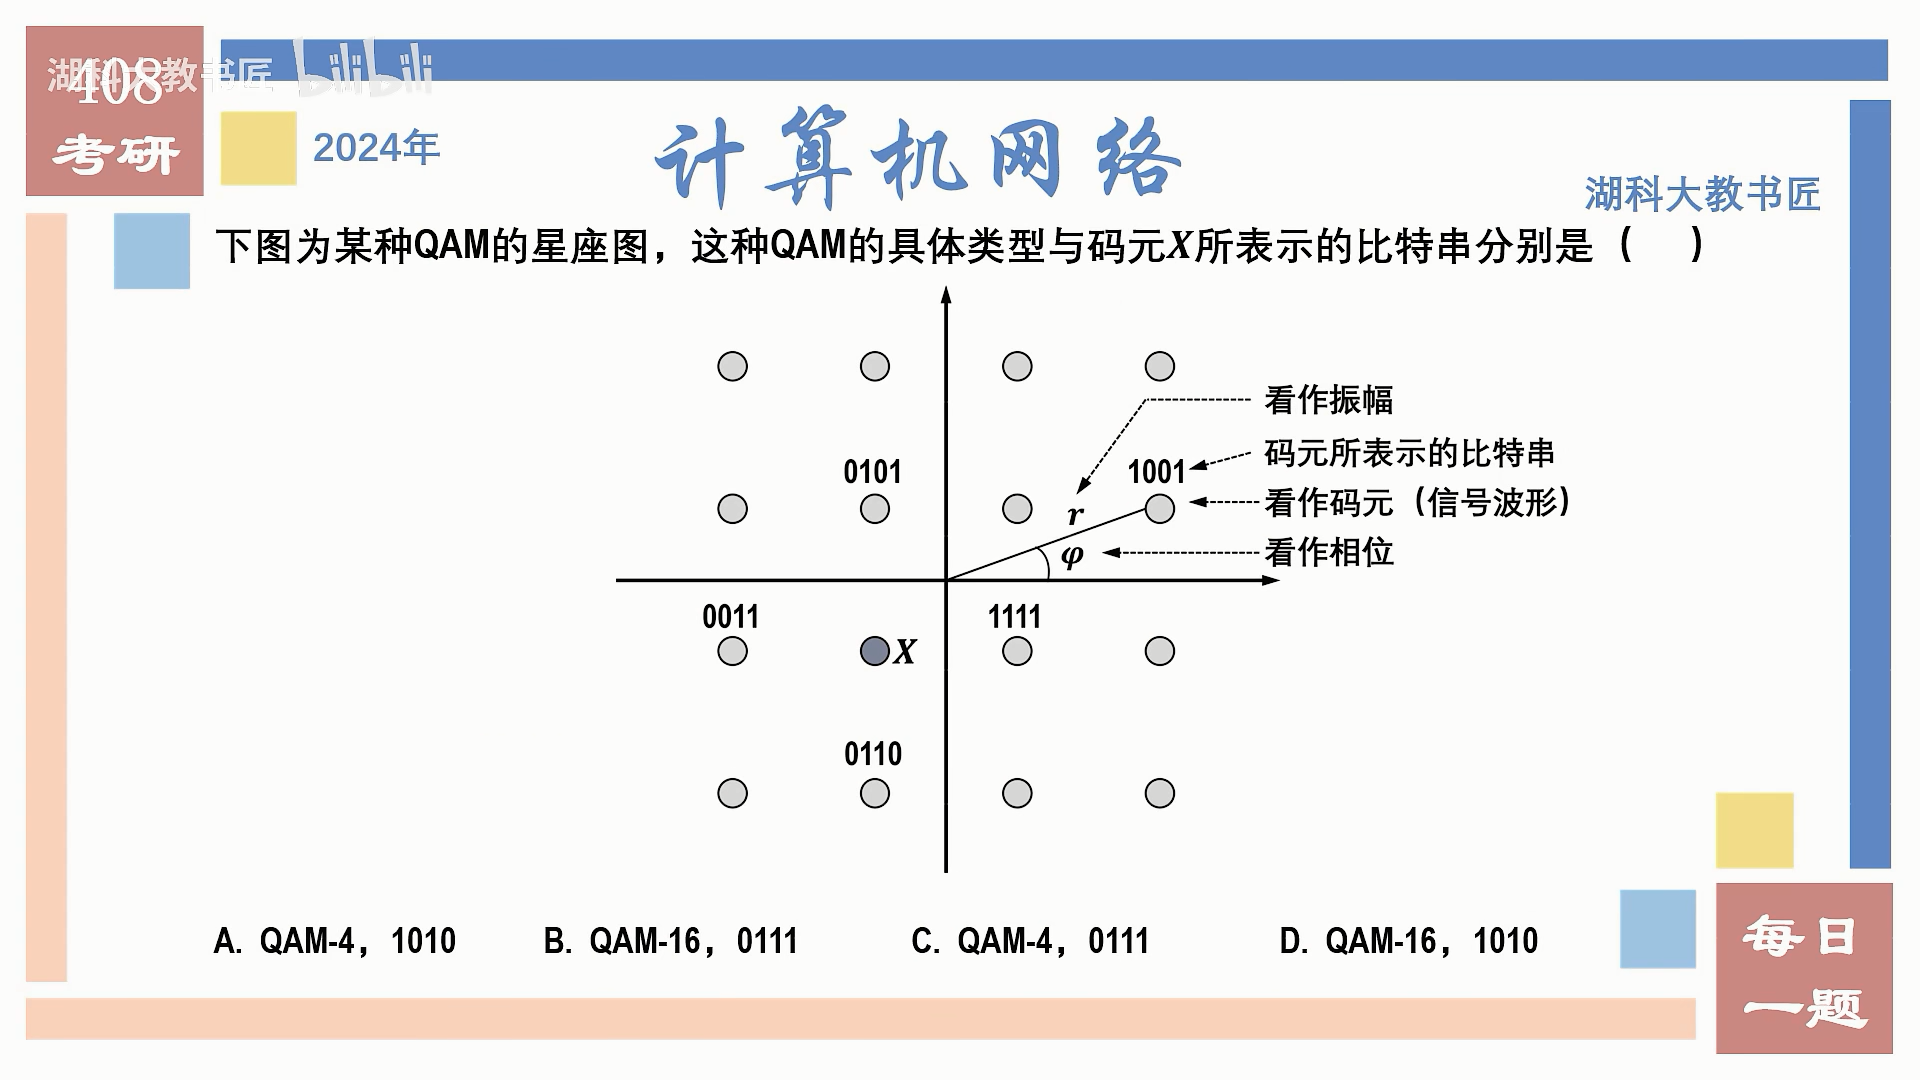 湖科大教书匠 bilibili
408
考研
2024年
计算机网络
湖科大教书匠
下图为某种QAM的星座图，这种QAM的具体类型与码元X所表示的比特串分别是（ ）
看作振幅
0101
1001
码元所表示的比特串
r
看作码元（信号波形）
φ
看作相位
0011
1111
X
0110
A. QAM-4，1010
B. QAM-16，0111
C. QAM-4，0111
D. QAM-16，1010
每日
一题